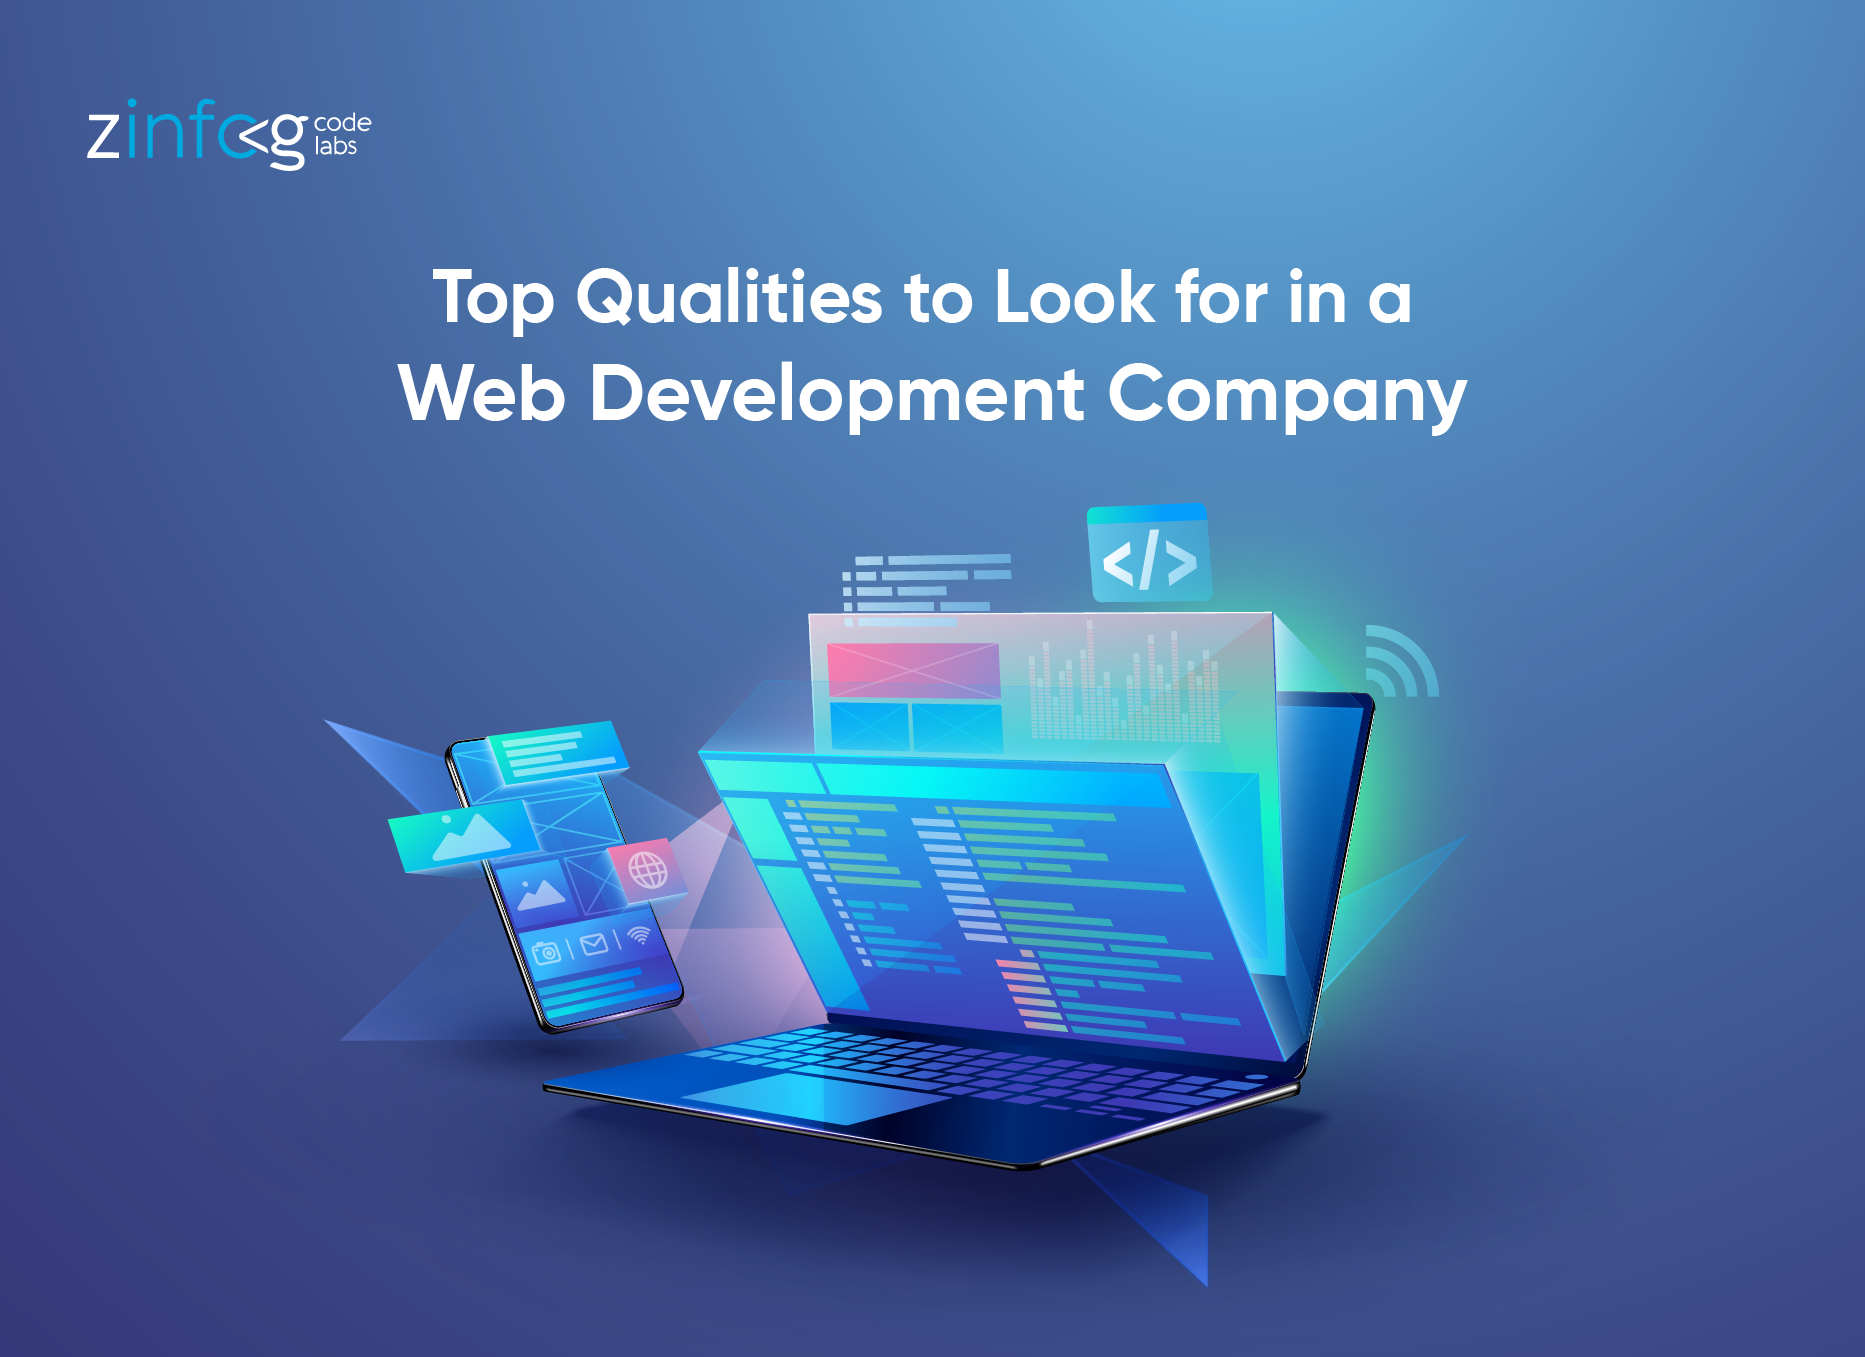 zinfog code
labs
Top Qualities to Look for in a
Web Development Company
</>